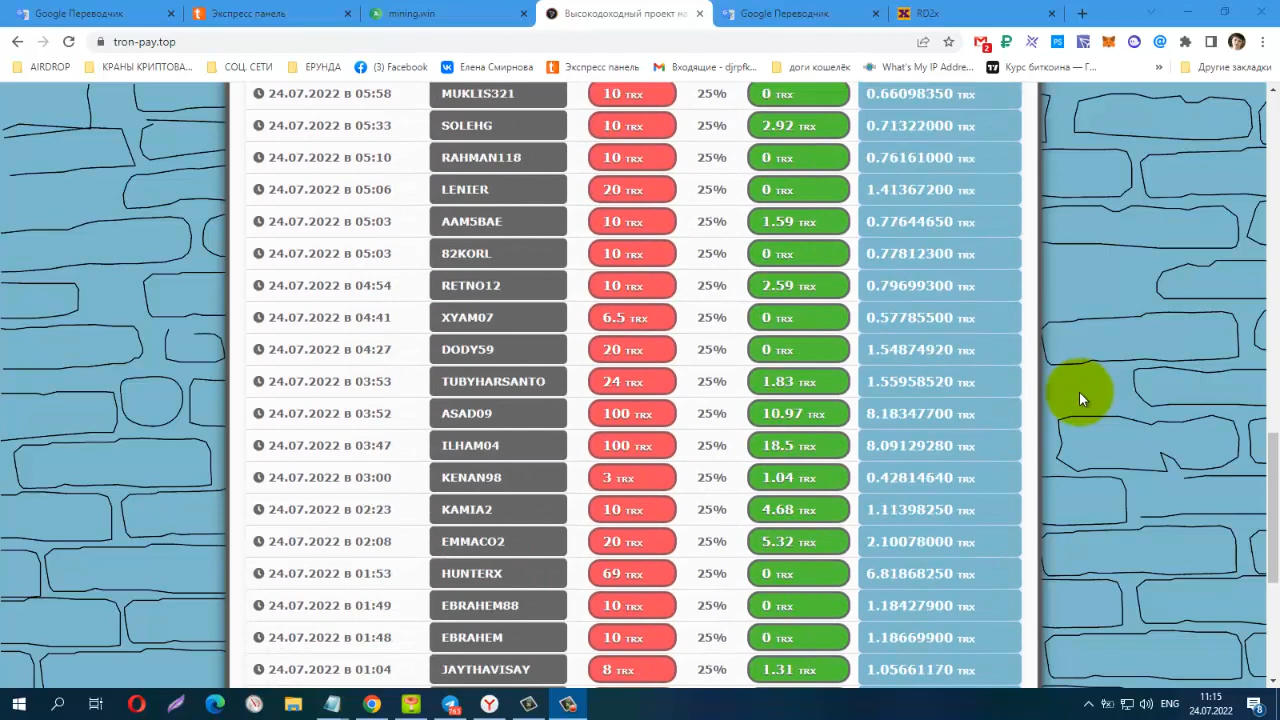 Google Переводчик
Экспресс панель
mining.win
Высокодоходный проект ма
Google Переводчик
RD2x
tron-pay.top
2
AIRDROP
КРАНЫ КРИПТОВА...
СОЦ. СЕТИ
ЕРУНДА
(3) Facebook
Елена Смирнова
Экспресс панель
Входящие - djrpfk...
доги кошелёк
What's My IP Addre...
Курс биткоина — Г...
»
Другие закладки
24.07.2022 в 05:58 MUKLIS321 10 TRX 25% 0 TRX 0.66098350 TRX
24.07.2022 в 05:33 SOLEHG 10 TRX 25% 2.92 TRX 0.71322000 TRX
24.07.2022 в 05:10 RAHMAN118 10 TRX 25% 0 TRX 0.76161000 TRX
24.07.2022 в 05:06 LENIER 20 TRX 25% 0 TRX 1.41367200 TRX
24.07.2022 в 05:03 AAM5BAE 10 TRX 25% 1.59 TRX 0.77644650 TRX
24.07.2022 в 05:03 82KORL 10 TRX 25% 0 TRX 0.77812300 TRX
24.07.2022 в 04:54 RETNO12 10 TRX 25% 2.59 TRX 0.79699300 TRX
24.07.2022 в 04:41 XYAM07 6.5 TRX 25% 0 TRX 0.57785500 TRX
24.07.2022 в 04:27 DODY59 20 TRX 25% 0 TRX 1.54874920 TRX
24.07.2022 в 03:53 TUBYHARSANTO 24 TRX 25% 1.83 TRX 1.55958520 TRX
24.07.2022 в 03:52 ASAD09 100 TRX 25% 10.97 TRX 8.18347700 TRX
24.07.2022 в 03:47 ILHAM04 100 TRX 25% 18.5 TRX 8.09129280 TRX
24.07.2022 в 03:00 KENAN98 3 TRX 25% 1.04 TRX 0.42814640 TRX
24.07.2022 в 02:23 KAMIA2 10 TRX 25% 4.68 TRX 1.11398250 TRX
24.07.2022 в 02:08 EMMACO2 20 TRX 25% 5.32 TRX 2.10078000 TRX
24.07.2022 в 01:53 HUNTERX 69 TRX 25% 0 TRX 6.81868250 TRX
24.07.2022 в 01:49 EBRAHEM88 10 TRX 25% 0 TRX 1.18427900 TRX
24.07.2022 в 01:48 EBRAHEM 10 TRX 25% 0 TRX 1.18669900 TRX
24.07.2022 в 01:04 JAYTHAVISAY 8 TRX 25% 1.31 TRX 1.05661170 TRX
763
ENG
11:15
24.07.2022
8